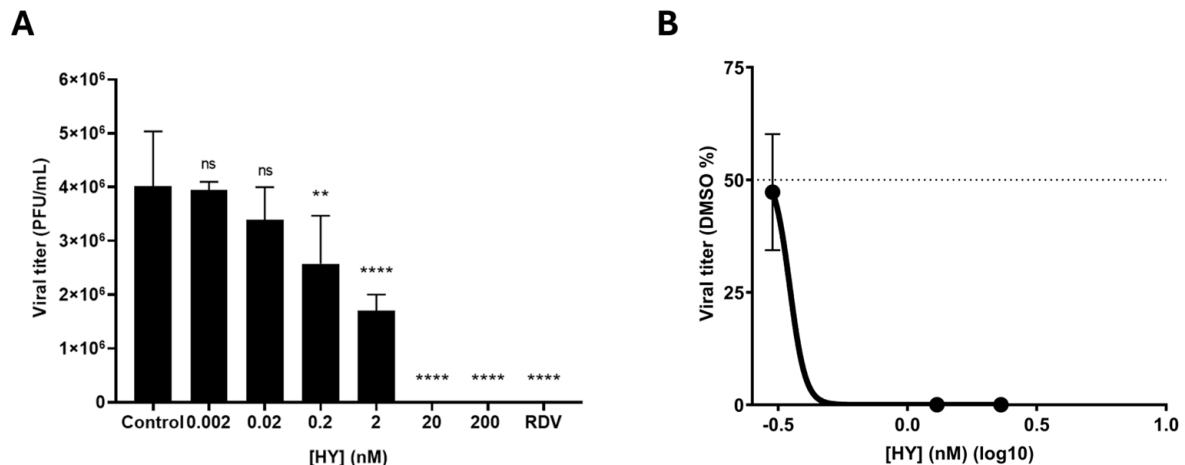 A
B
6×10⁶
5×10⁶
4×10⁶
3×10⁶
2×10⁶
1×10⁶
0
Viral titer (PFU/mL)
ns
ns
**
****
****
****
****
Control 0.002 0.02 0.2 2 20 200 RDV
[HY] (nM)
75
50
25
0
Viral titer (DMSO %)
-0.5 0.0 0.5 1.0
[HY] (nM) (log10)